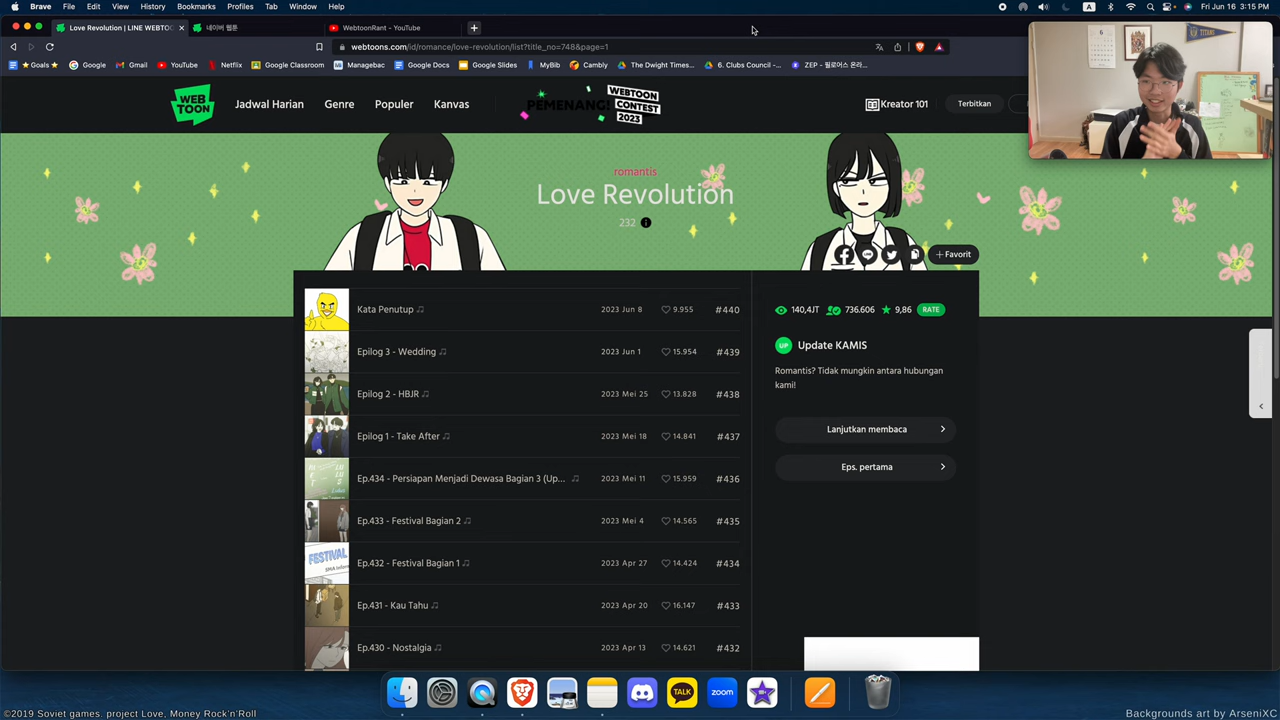 Brave File Edit View History Bookmarks Profiles Tab Window Help A Fri Jun 16 3:15 PM
Love Revolution | LINE WEBTOO
네이버 웹툰
WebtoonRant - YouTube
webtoons.com/id/romance/love-revolution/list?title_no=748&page=1
Goals Google Gmail YouTube Netflix Google Classroom Managebac Google Docs Google Slides MyBib Cambly The Dwight Times... 6. Clubs Council -... ZEP - 윌로어스 온라...
WEB TOON
Jadwal Harian Genre Populer Kanvas
PEMENANG!
WEBTOON CONTEST 2023
Kreator 101 Terbitkan
TITANS
6
romantis
Love Revolution
232
Favorit
Kata Penutup 2023 Jun 8 9.955 #440
Epilog 3 - Wedding 2023 Jun 1 15.954 #439
Epilog 2 - HBJR 2023 Mei 25 13.828 #438
Epilog 1 - Take After 2023 Mei 18 14.841 #437
Ep.434 - Persiapan Menjadi Dewasa Bagian 3 (Up... 2023 Mei 11 15.959 #436
Ep.433 - Festival Bagian 2 2023 Mei 4 14.565 #435
FESTIVAL
Ep.432 - Festival Bagian 1 2023 Apr 27 14.424 #434
Ep.431 - Kau Tahu 2023 Apr 20 16.147 #433
Ep.430 - Nostalgia 2023 Apr 13 14.621 #432
140,4JT 736.606 9,86 RATE
UP Update KAMIS
Romantis? Tidak mungkin antara hubungan
kami!
Lanjutkan membaca
Eps. pertama
TALK
zoom
©2019 Soviet games. project Love, Money Rock'n'Roll
Backgrounds art by ArseniXC